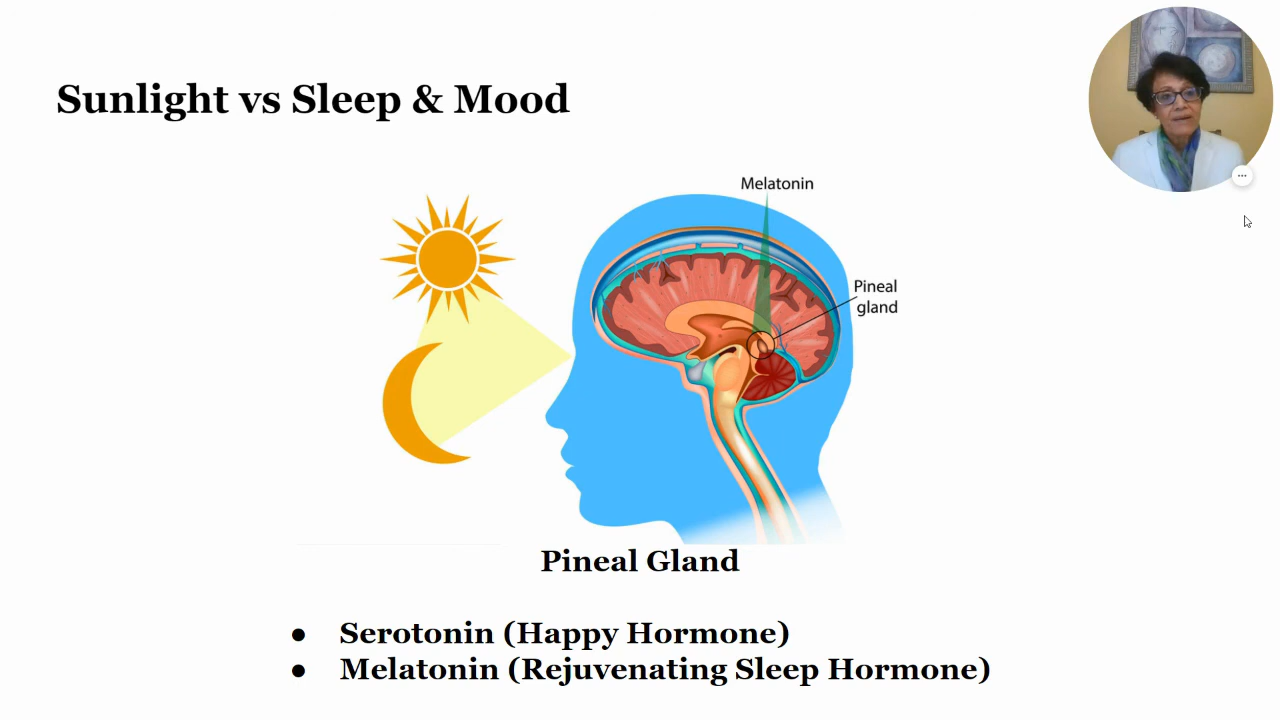 Sunlight vs Sleep & Mood
Melatonin
Pineal
gland
Pineal Gland
● Serotonin (Happy Hormone)
● Melatonin (Rejuvenating Sleep Hormone)